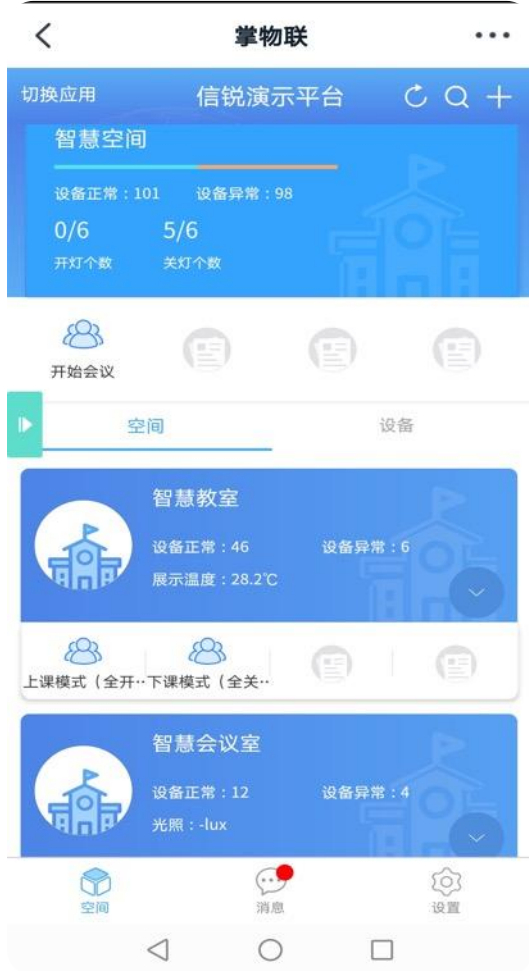 掌物联
切换应用 信锐演示平台
智慧空间
设备正常：101 设备异常：98
0/6 5/6
开灯个数 关灯个数
开始会议
空间 设备
智慧教室
设备正常：46 设备异常：6
展示温度：28.2℃
上课模式（全开.. 下课模式（全关..
智慧会议室
设备正常：12 设备异常：4
光照：-lux
空间 消息 设置